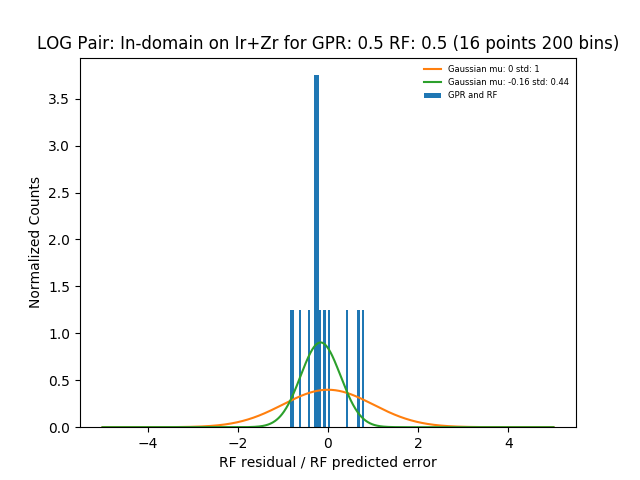 LOG Pair: In-domain on Ir+Zr for GPR: 0.5 RF: 0.5 (16 points 200 bins)
Gaussian mu: 0 std: 1
Gaussian mu: -0.16 std: 0.44
GPR and RF
Normalized Counts
3.5
3.0
2.5
2.0
1.5
1.0
0.5
0.0
−4
−2
0
2
4
RF residual / RF predicted error